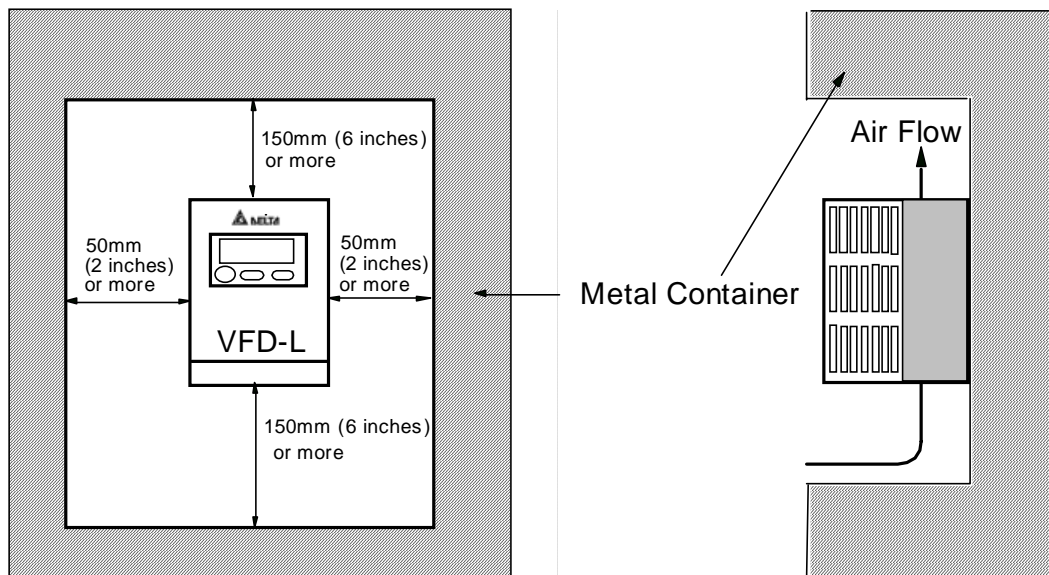 150mm (6 inches)
or more
DELTA
50mm
(2 inches)
or more
50mm
(2 inches)
or more
VFD-L
150mm (6 inches)
or more
Air Flow
Metal Container